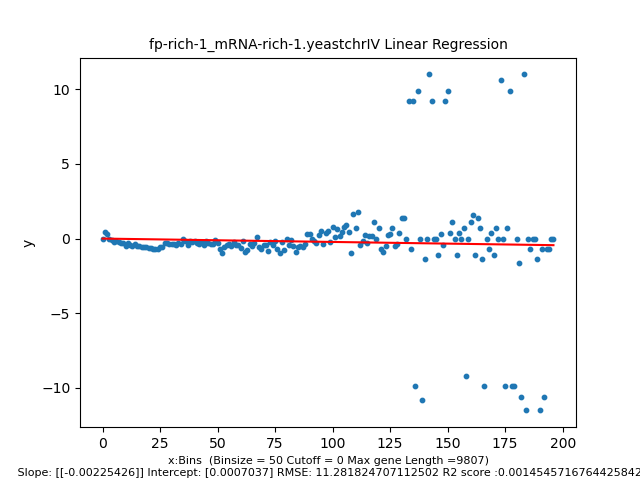 fp-rich-1_mRNA-rich-1.yeastchrIV Linear Regression
10
5
0
−5
−10
y
0 25 50 75 100 125 150 175 200
x:Bins (Binsize = 50 Cutoff = 0 Max gene Length =9807)
Slope: [[-0.00225426]] Intercept: [0.0007037] RMSE: 11.281824707112502 R2 score :0.0014545716764425842